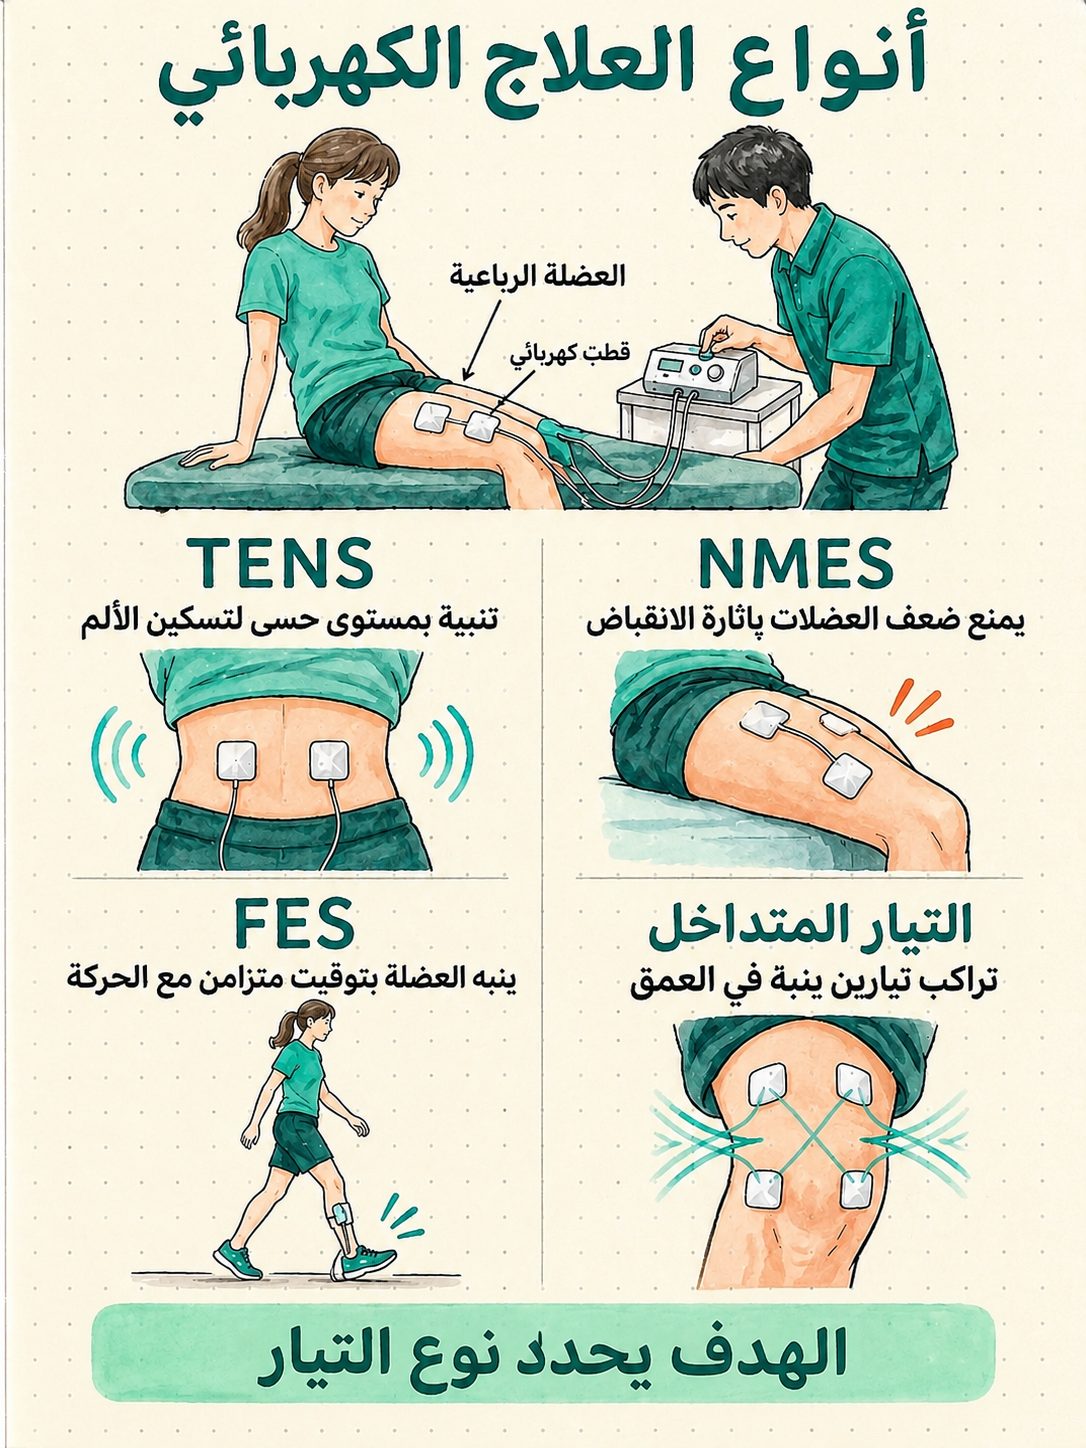 أنواع العلاج الكهربائي
العضلة الرباعية
قطب كهربائي
TENS
تنبية بمستوى حسى لتسكين الألم
NMES
يمنع ضعف العضلات پاثارة الانقباض
FES
ينبه العضلة بتوقيت متزامن مع الحركة
التيار المتداخل
تراكب تيارين ينبة في العمق
الهدف يحدد نوع التيار